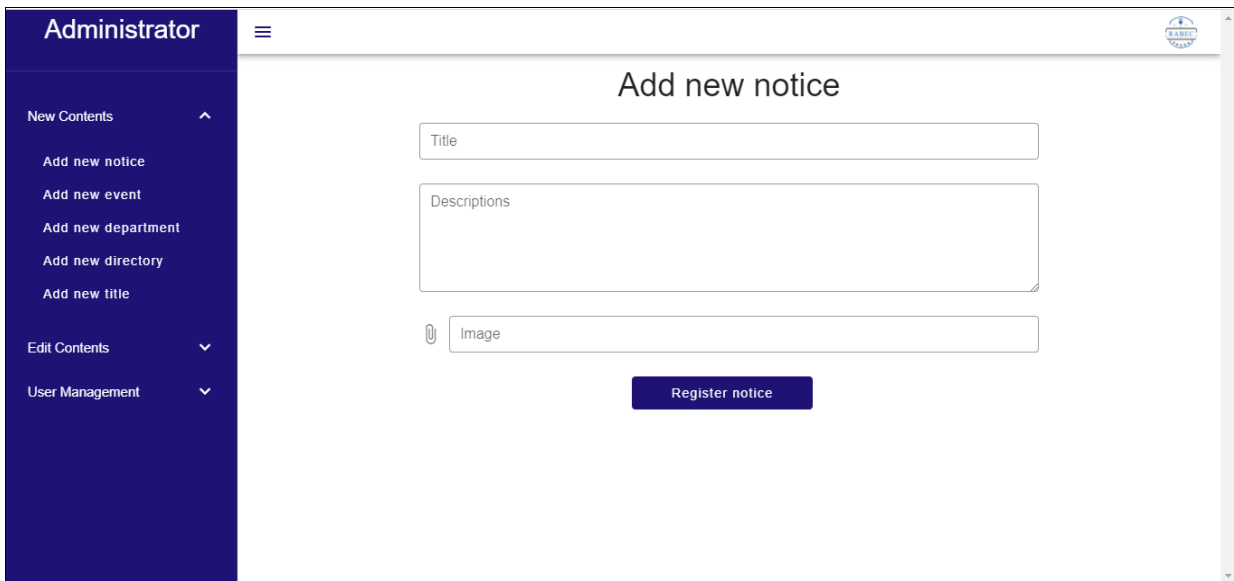 Administrator
RABEC
New Contents
Add new notice
Add new event
Add new department
Add new directory
Add new title
Edit Contents
User Management
Add new notice
Title
Descriptions
Image
Register notice